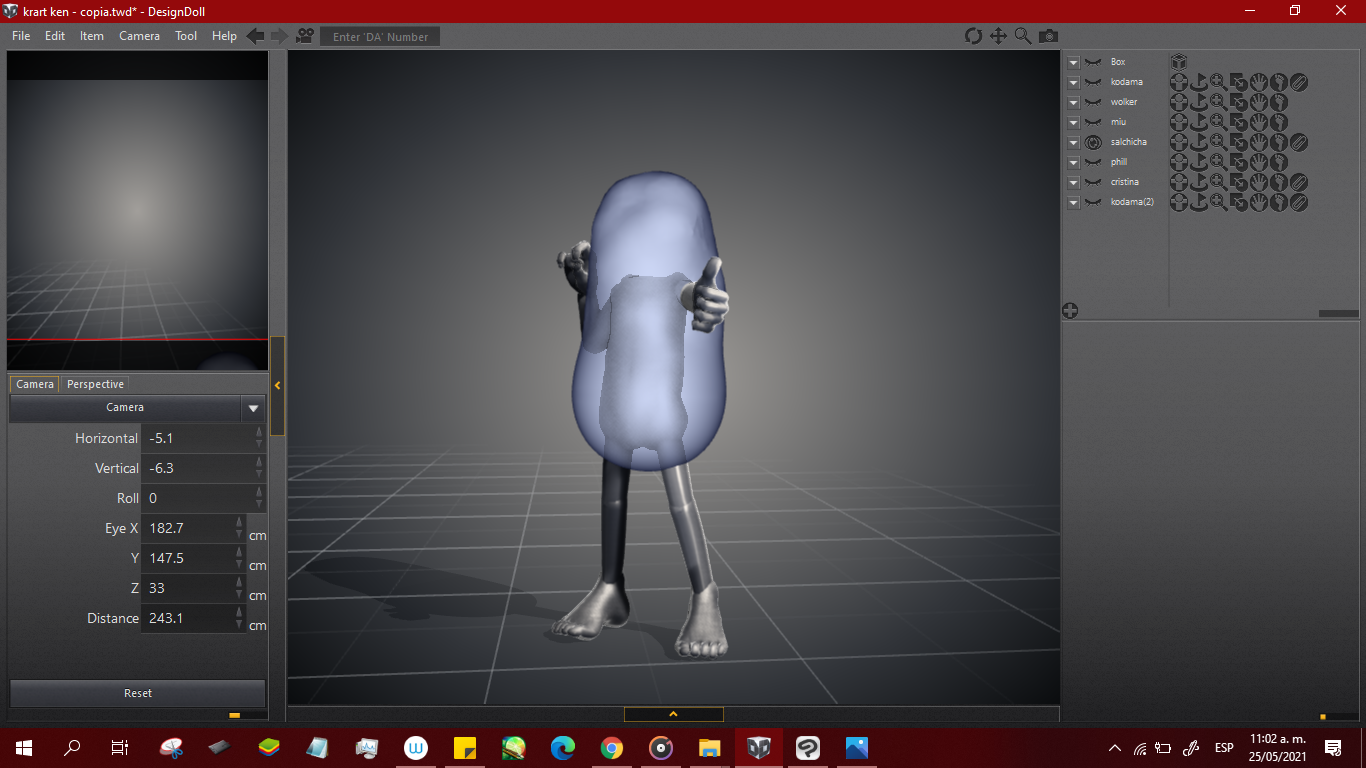 krart ken - copia.twd* - DesignDoll
File Edit Item Camera Tool Help Enter 'DA' Number
Box
kodama
wolker
miu
salchicha
phill
cristina
kodama(2)
Camera Perspective
Camera
Horizontal -5.1
Vertical -6.3
Roll 0
Eye X 182.7 cm
Y 147.5 cm
Z 33 cm
Distance 243.1 cm
Reset
ESP
11:02 a. m.
25/05/2021